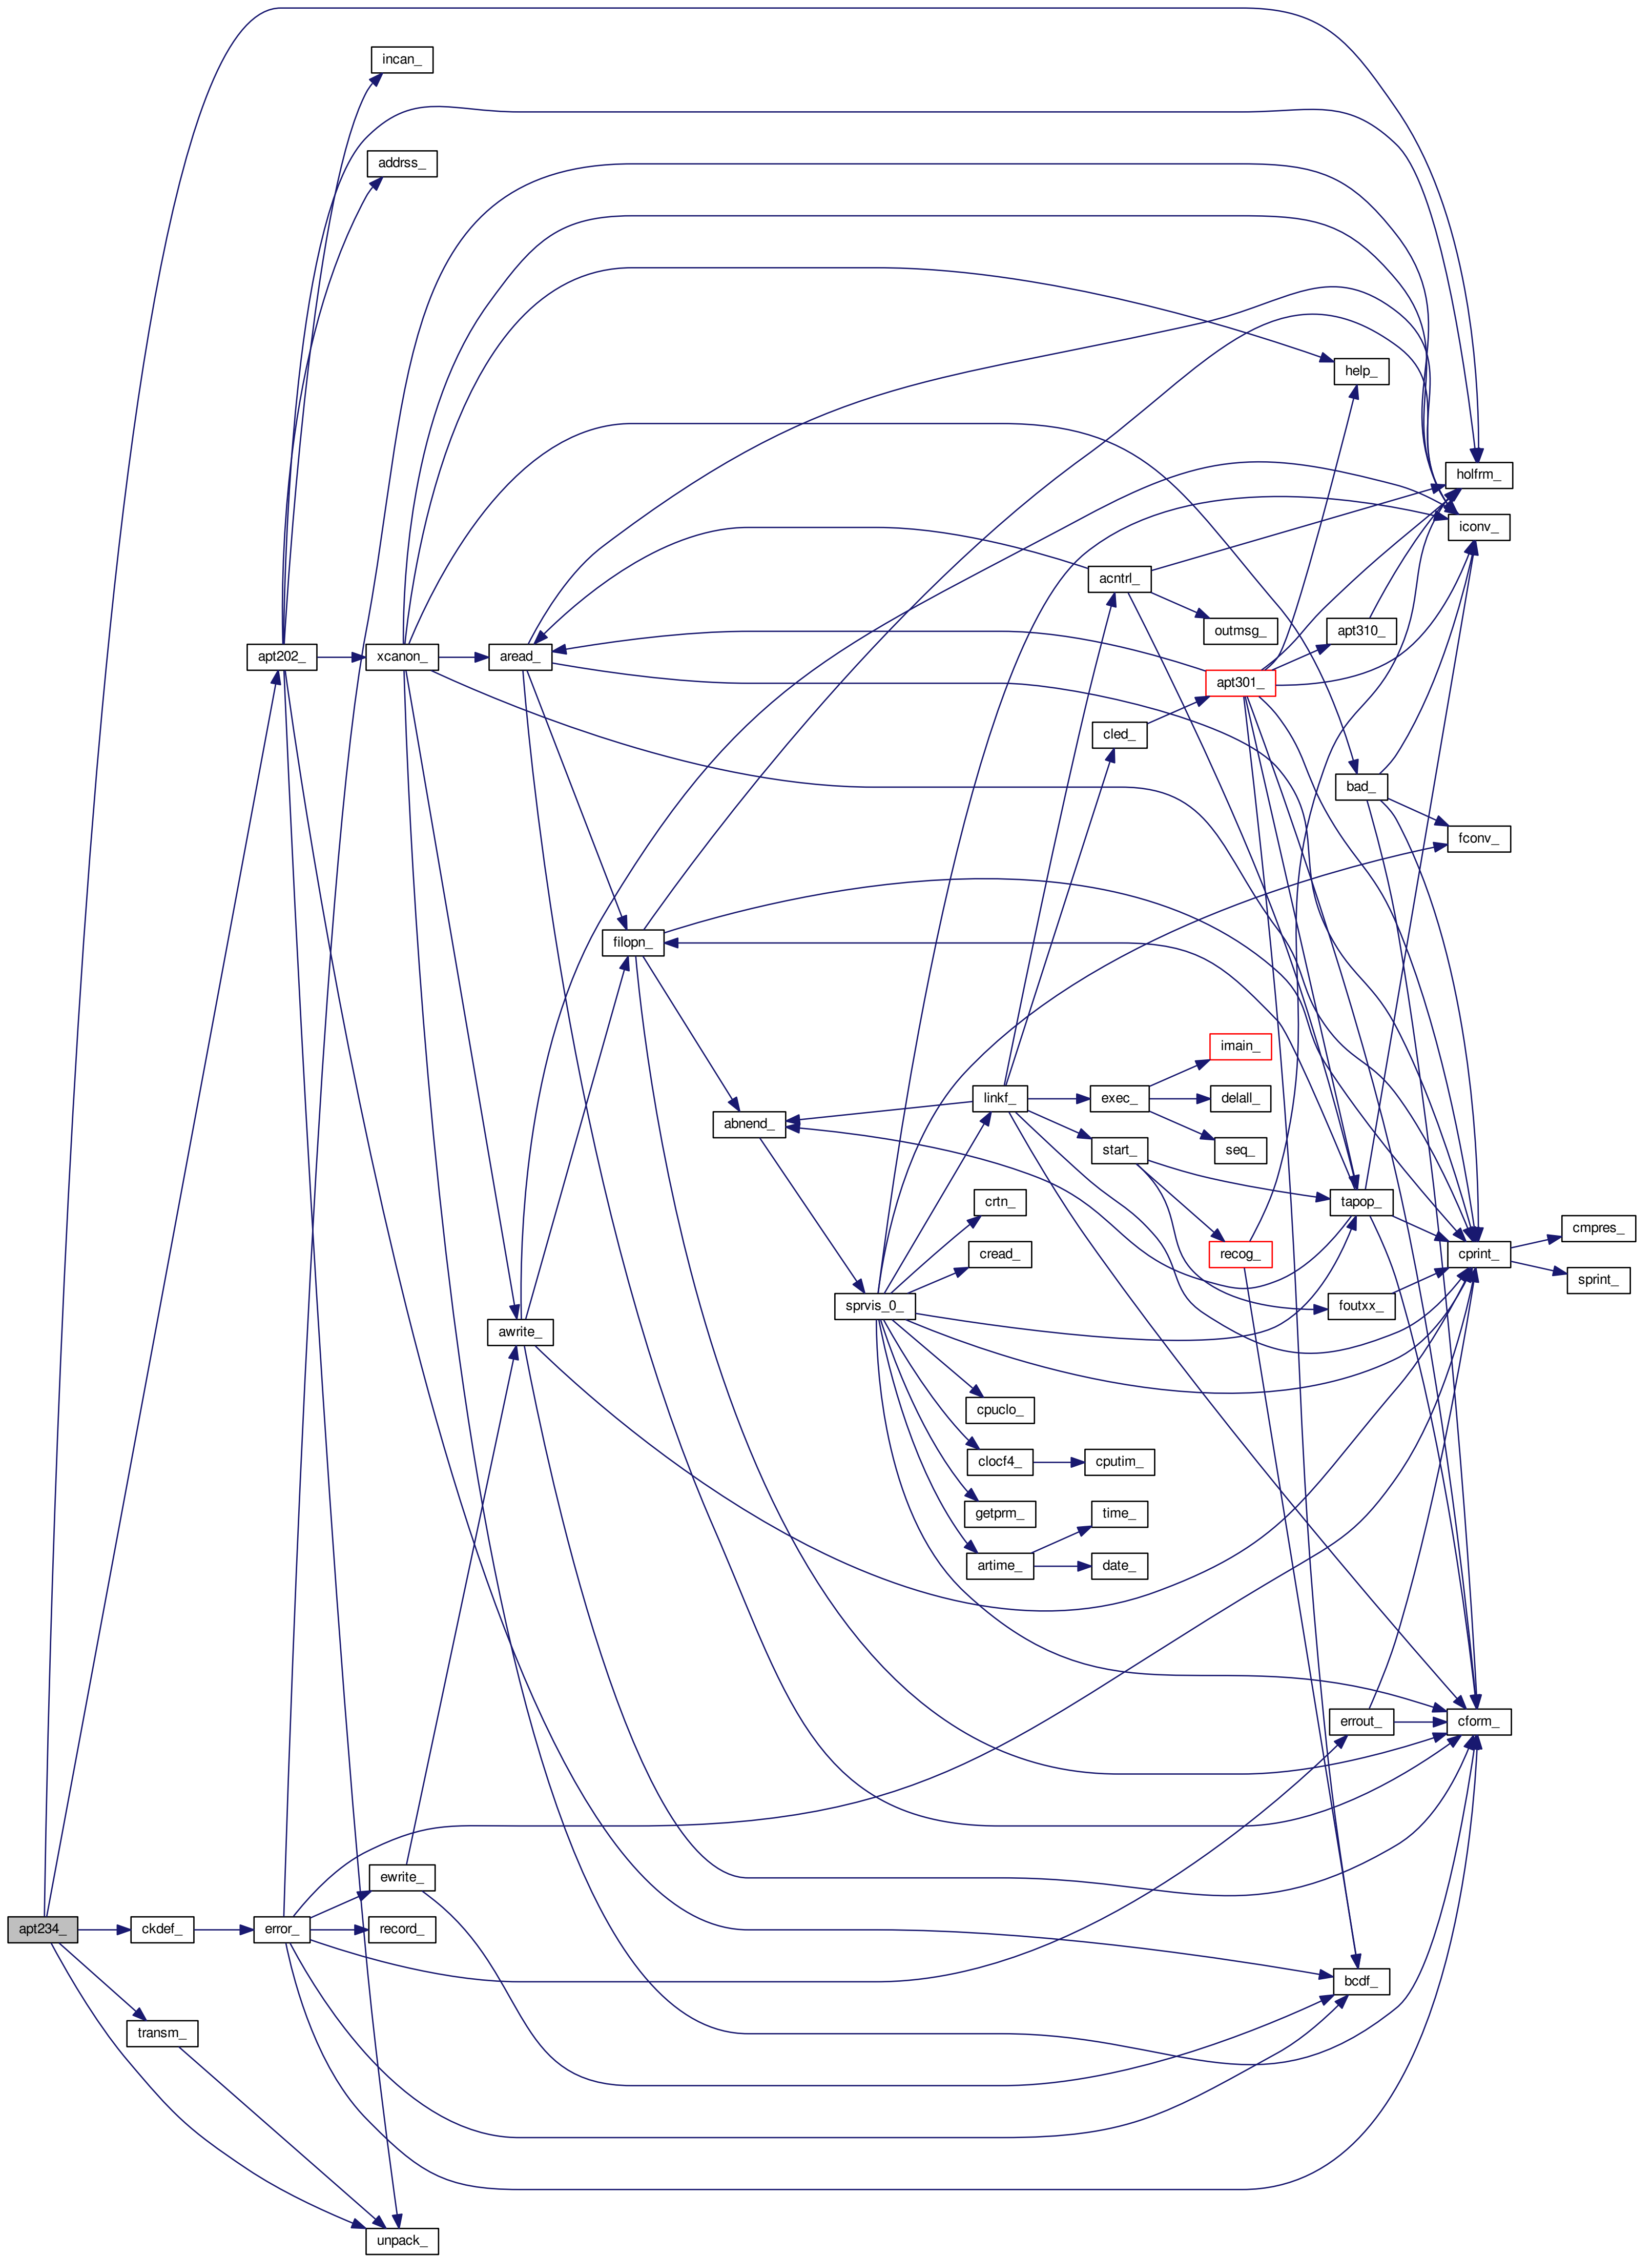 incan_
addrss_
help_
holfrm_
iconv_
acntrl_
outmsg_
apt310_
apt202_
xcanon_
aread_
apt301_
cled_
bad_
fconv_
filopn_
imain_
linkf_
exec_
delall_
abnend_
start_
seq_
crtn_
tapop_
cmpres_
cread_
recog_
cprint_
sprint_
sprvis_0_
foutxx_
awrite_
cpuclo_
clocf4_
cputim_
getprm_
time_
artime_
date_
errout_
cform_
ewrite_
apt234_
ckdef_
error_
record_
bcdf_
transm_
unpack_